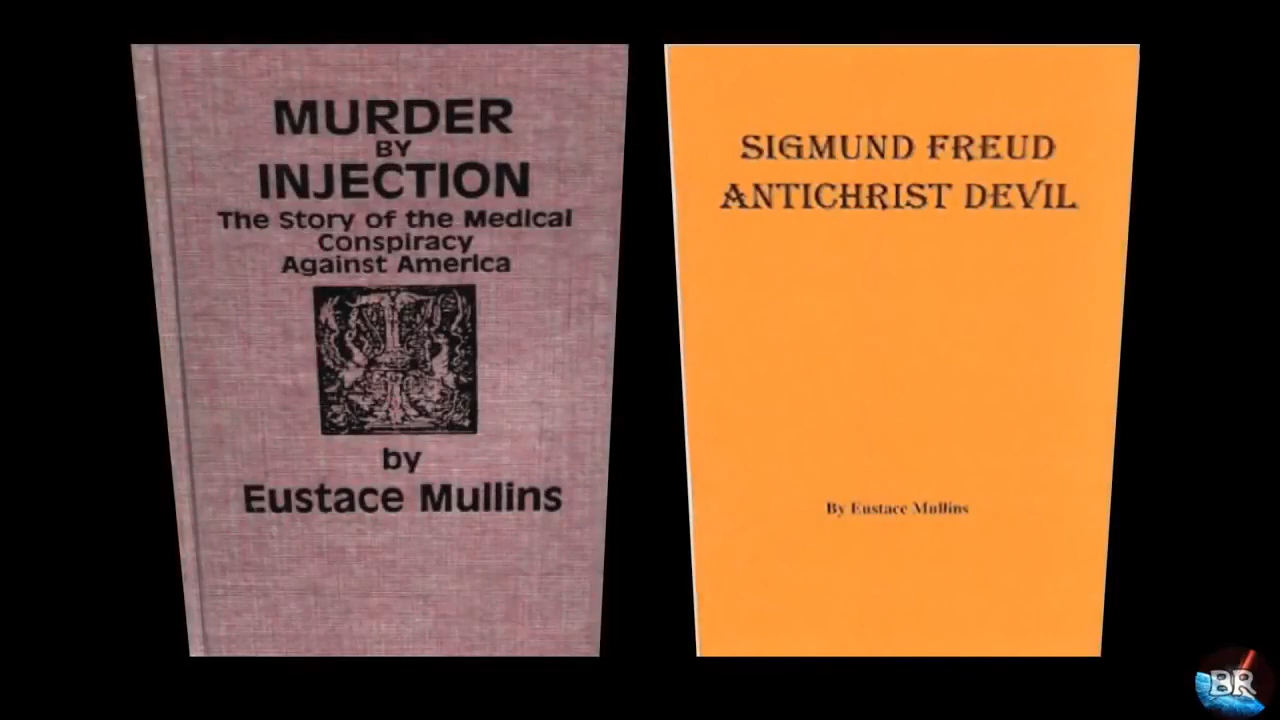 MURDER
BY
INJECTION
The Story of the Medical
Conspiracy
Against America
by
Eustace Mullins
SIGMUND FREUD
ANTICHRIST DEVIL
By Eustace Mullins
BR